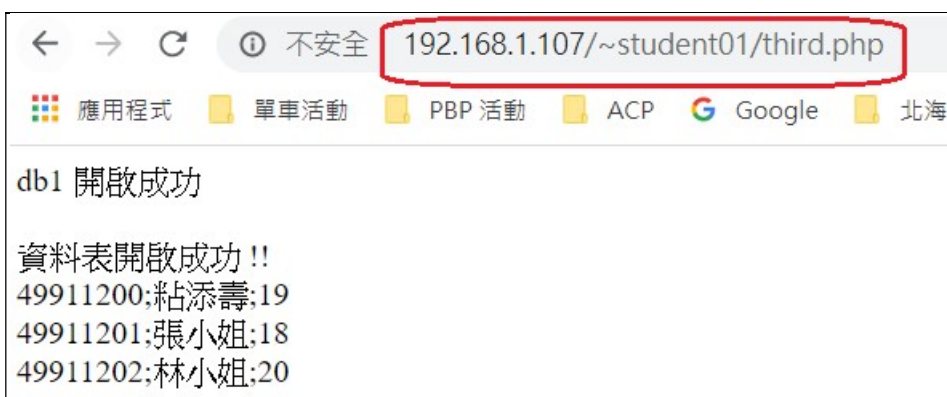 不安全 192.168.1.107/~student01/third.php
應用程式 單車活動 PBP 活動 ACP G Google 北海
db1 開啟成功
資料表開啟成功 !!
49911200;粘添壽;19
49911201;張小姐;18
49911202;林小姐;20